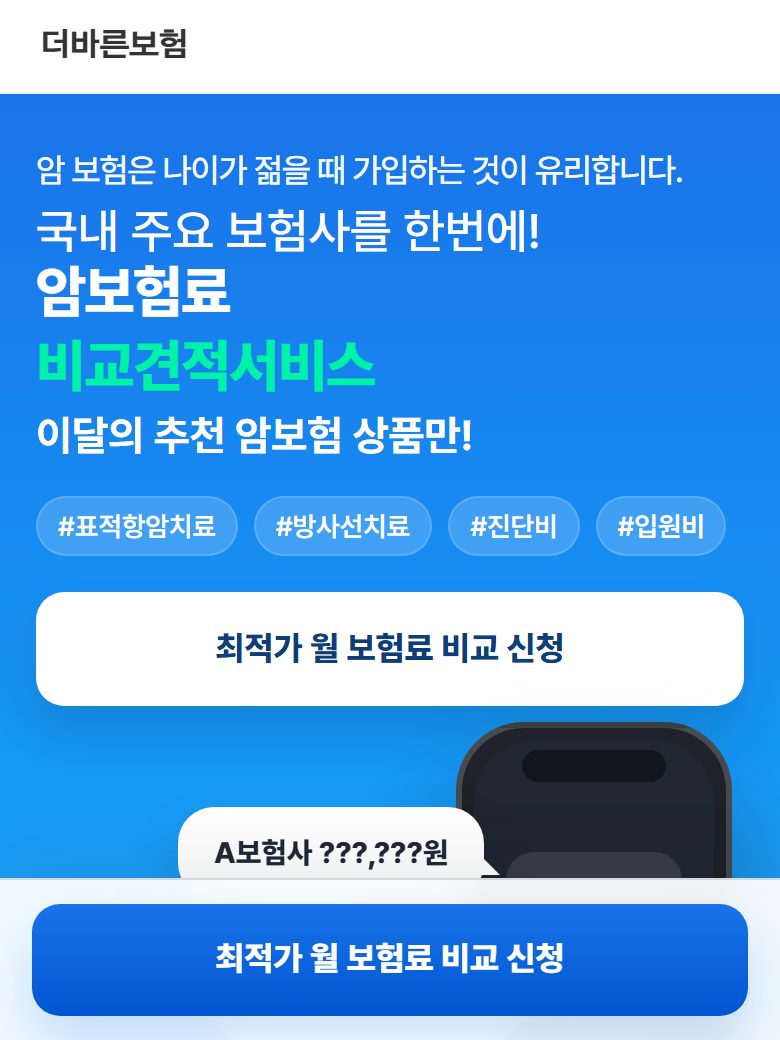 더바른보험
암 보험은 나이가 젊을 때 가입하는 것이 유리합니다.
국내 주요 보험사를 한번에!
암보험료
비교견적서비스
이달의 추천 암보험 상품만!
#표적항암치료 #방사선치료 #진단비 #입원비
최적가 월 보험료 비교 신청
A보험사 ???,???원
최적가 월 보험료 비교 신청